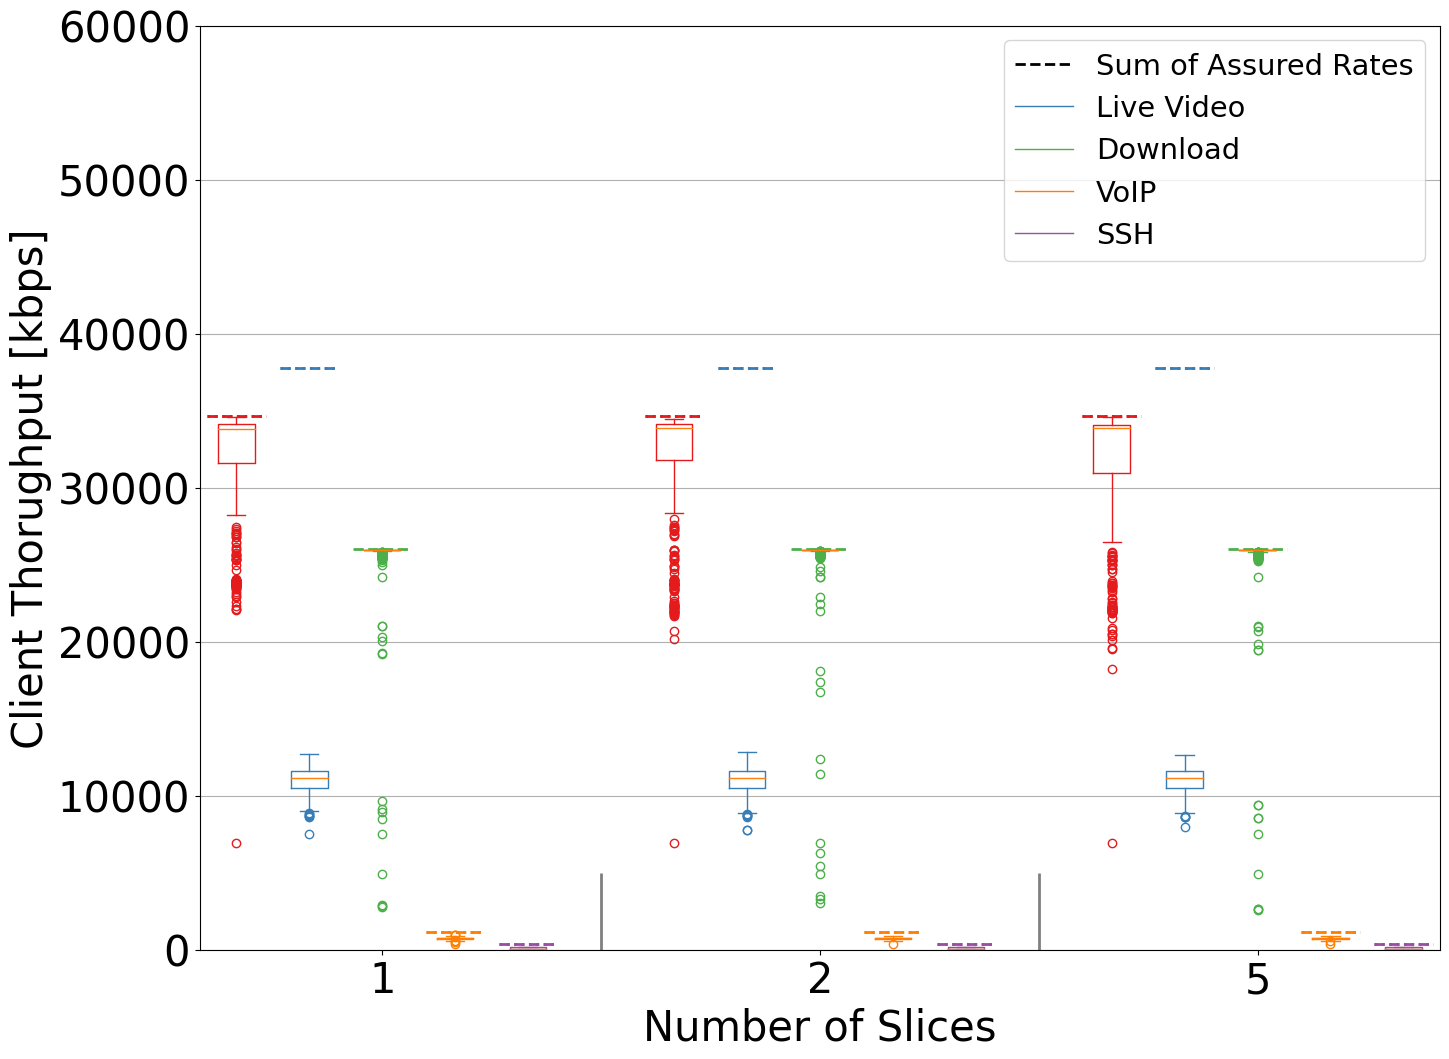 60000
50000
40000
30000
20000
10000
0
Client Thorughput [kbps]
Sum of Assured Rates
Live Video
Download
VoIP
SSH
1
2
5
Number of Slices